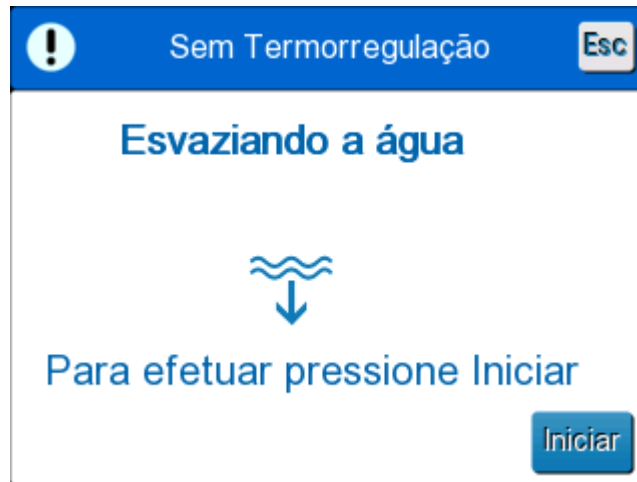 Sem Termorregulação
Esc
Esvaziando a água
Para efetuar pressione Iniciar
Iniciar